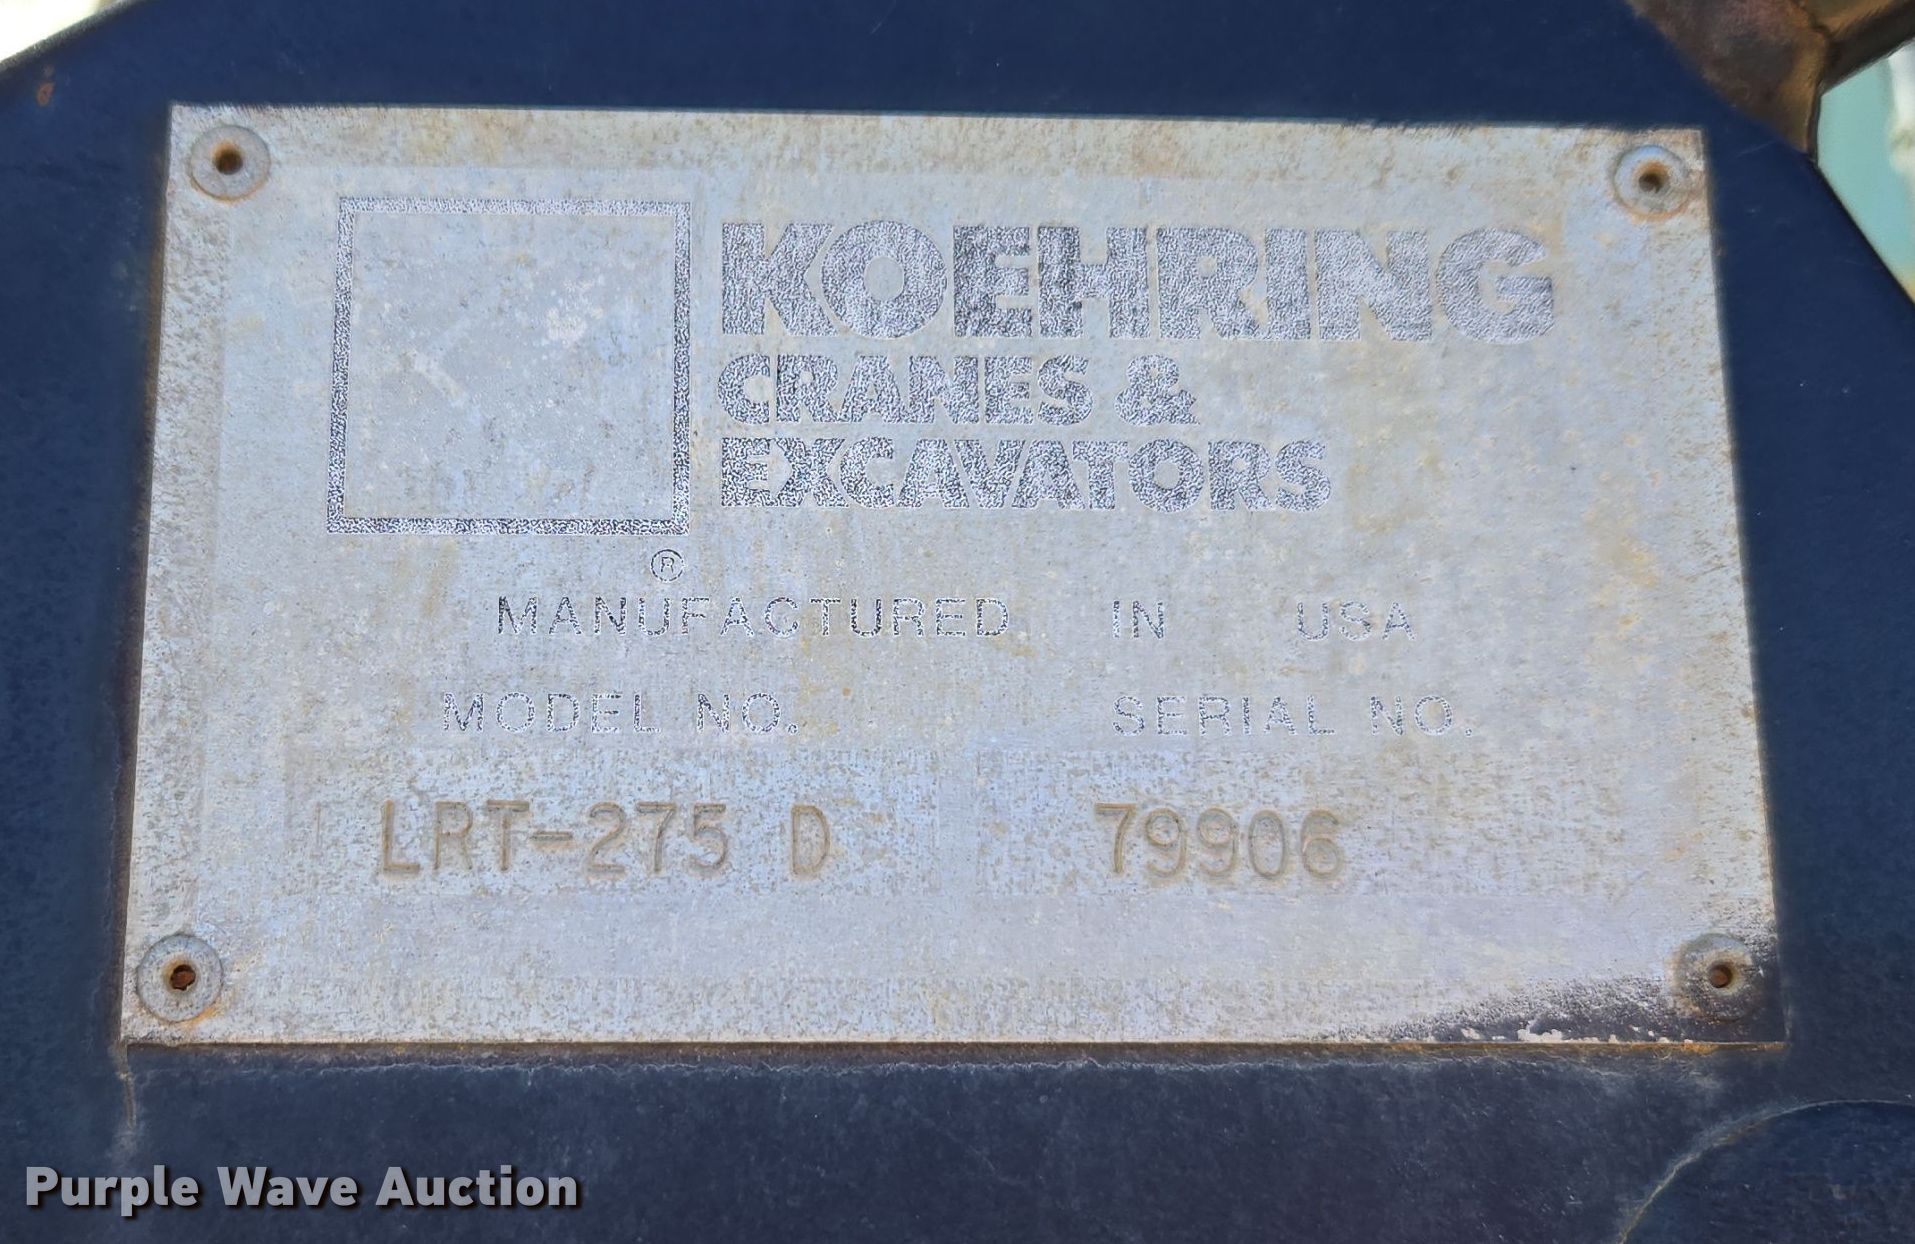 KOEHRING
CRANES &
EXCAVATORS
®
MANUFACTURED IN USA
MODEL NO. SERIAL NO.
LRT-275 D 79906
Purple Wave Auction